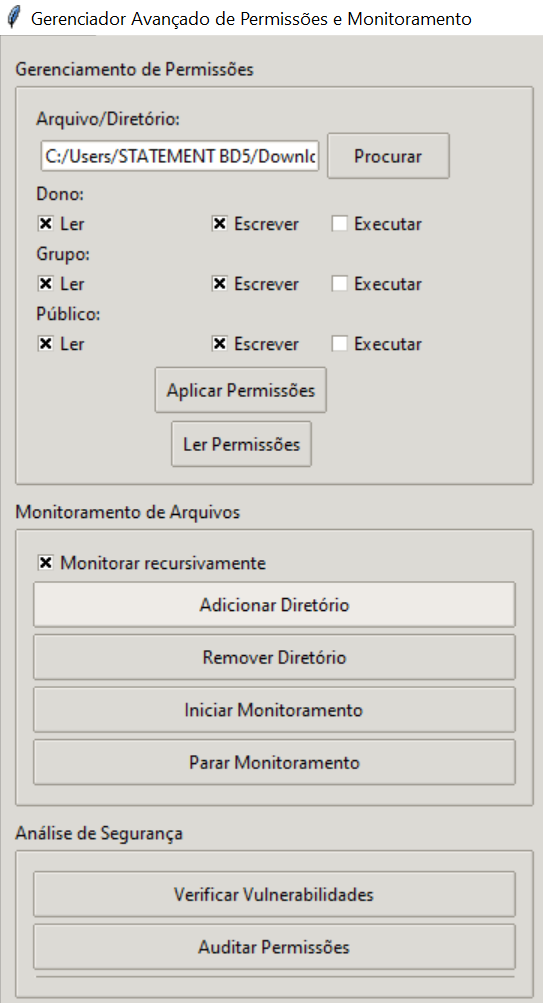 Gerenciador Avançado de Permissões e Monitoramento
Gerenciamento de Permissões
Arquivo/Diretório:
C:/Users/STATEMENT BD5/Downlo Procurar
Dono:
Ler Escrever Executar
Grupo:
Ler Escrever Executar
Público:
Ler Escrever Executar
Aplicar Permissões
Ler Permissões
Monitoramento de Arquivos
Monitorar recursivamente
Adicionar Diretório
Remover Diretório
Iniciar Monitoramento
Parar Monitoramento
Análise de Segurança
Verificar Vulnerabilidades
Auditar Permissões